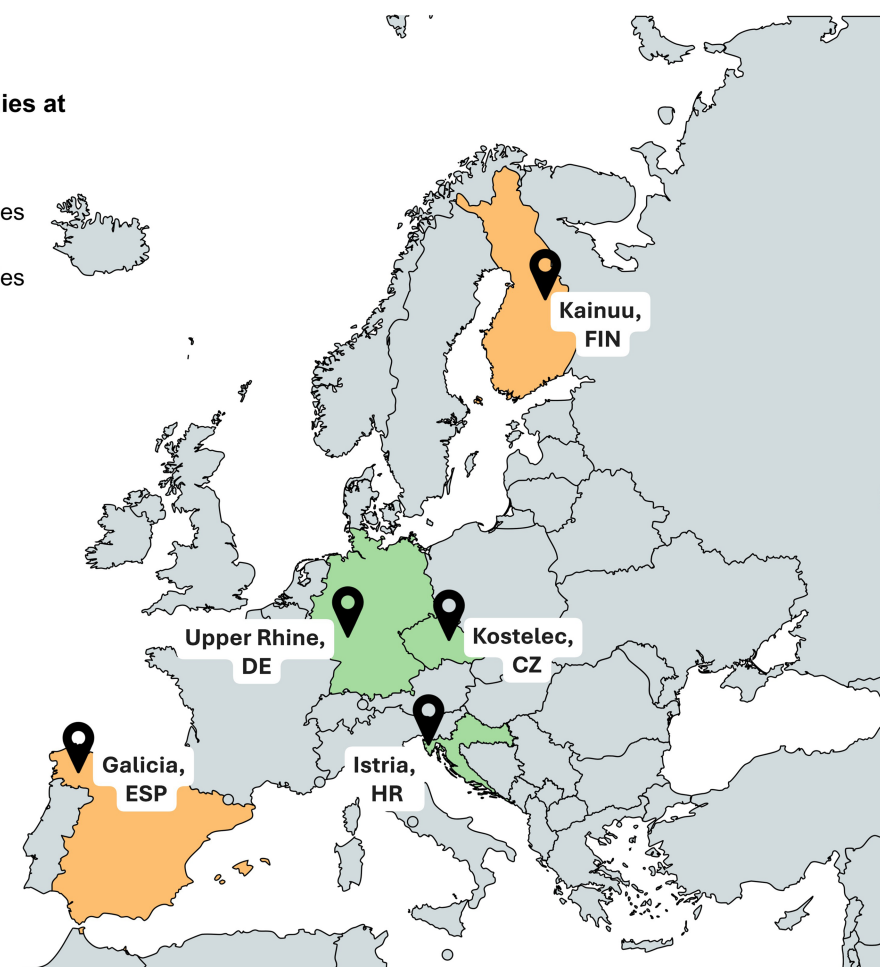 ies at
es
es
Kainuu,
FIN
Upper Rhine,
DE
Kostelec,
CZ
Galicia,
ESP
Istria,
HR